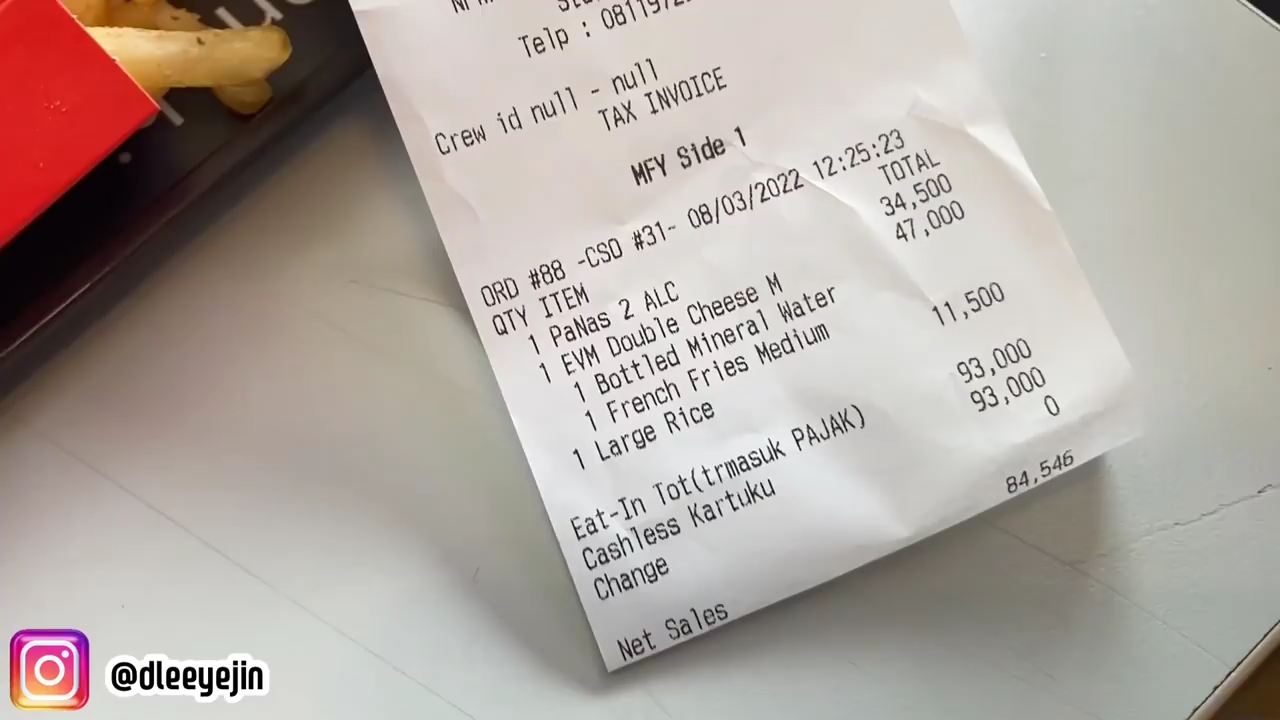 Telp : 081197
Crew id null - null
TAX INVOICE
MFY Side 1
ORD #88 -CSO #31- 08/03/2022 12:25:23
QTY ITEM TOTAL
1 PaNas 2 ALC 34,500
1 EVM Double Cheese M 47,000
1 Bottled Mineral Water
1 French Fries Medium
1 Large Rice 11,500
Eat-In Tot(trmasuk PAJAK) 93,000
Cashless Kartuku 93,000
Change 0
Net Sales 84,546
@dleeyejin